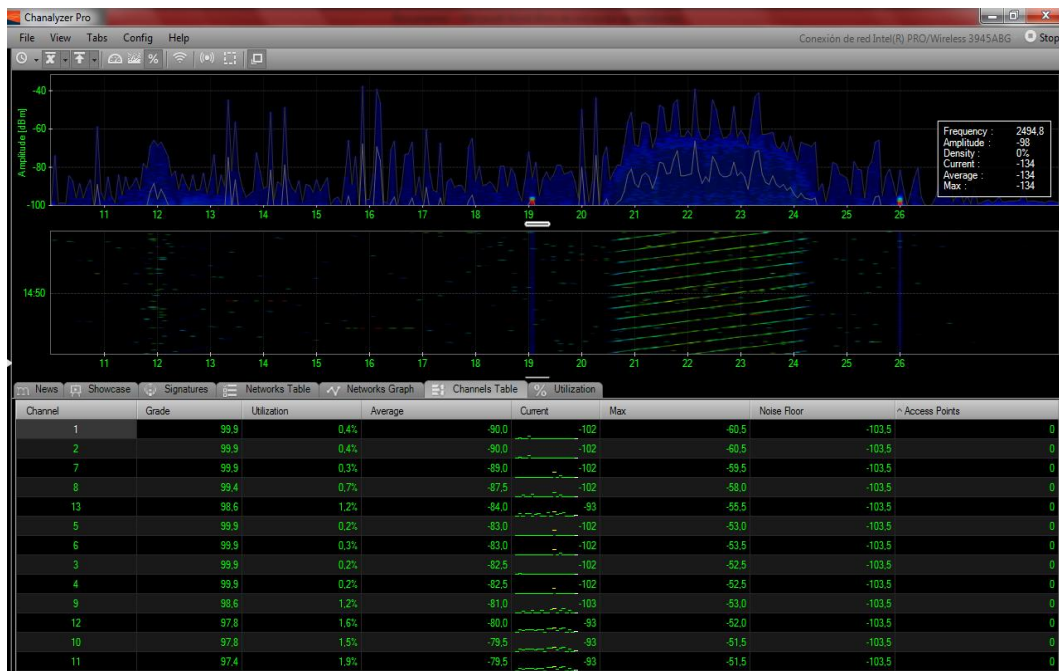 Chanalyzer Pro
File View Tabs Config Help
Conexión de red Intel(R) PRO/Wireless 3945ABG Stop
Amplitude [dBm]
-40
-60
-80
-100
Frequency : 2494,8
Amplitude : -98
Density : 0%
Current : -134
Average : -134
Max : -134
11 12 13 14 15 16 17 18 19 20 21 22 23 24 25 26
14:50
11 12 13 14 15 16 17 18 19 20 21 22 23 24 25 26
News Showcase Signatures Networks Table Networks Graph Channels Table % Utilization
Channel Grade Utilization Average Current Max Noise Floor ^ Access Points
1 99,9 0,4% -90,0 -102 -60,5 -103,5 0
2 99,9 0,4% -90,0 -102 -60,5 -103,5 0
7 99,9 0,3% -89,0 -102 -59,5 -103,5 0
8 99,4 0,7% -87,5 -102 -58,0 -103,5 0
13 98,6 1,2% -84,0 -93 -55,5 -103,5 0
5 99,9 0,2% -83,0 -102 -53,0 -103,5 0
6 99,9 0,3% -83,0 -102 -53,5 -103,5 0
3 99,9 0,2% -82,5 -102 -52,5 -103,5 0
4 99,9 0,2% -82,5 -102 -52,5 -103,5 0
9 98,6 1,2% -81,0 -103 -53,0 -103,5 0
12 97,8 1,6% -80,0 -93 -52,0 -103,5 0
10 97,8 1,5% -79,5 -93 -51,5 -103,5 0
11 97,4 1,9% -79,5 -93 -51,5 -103,5 0